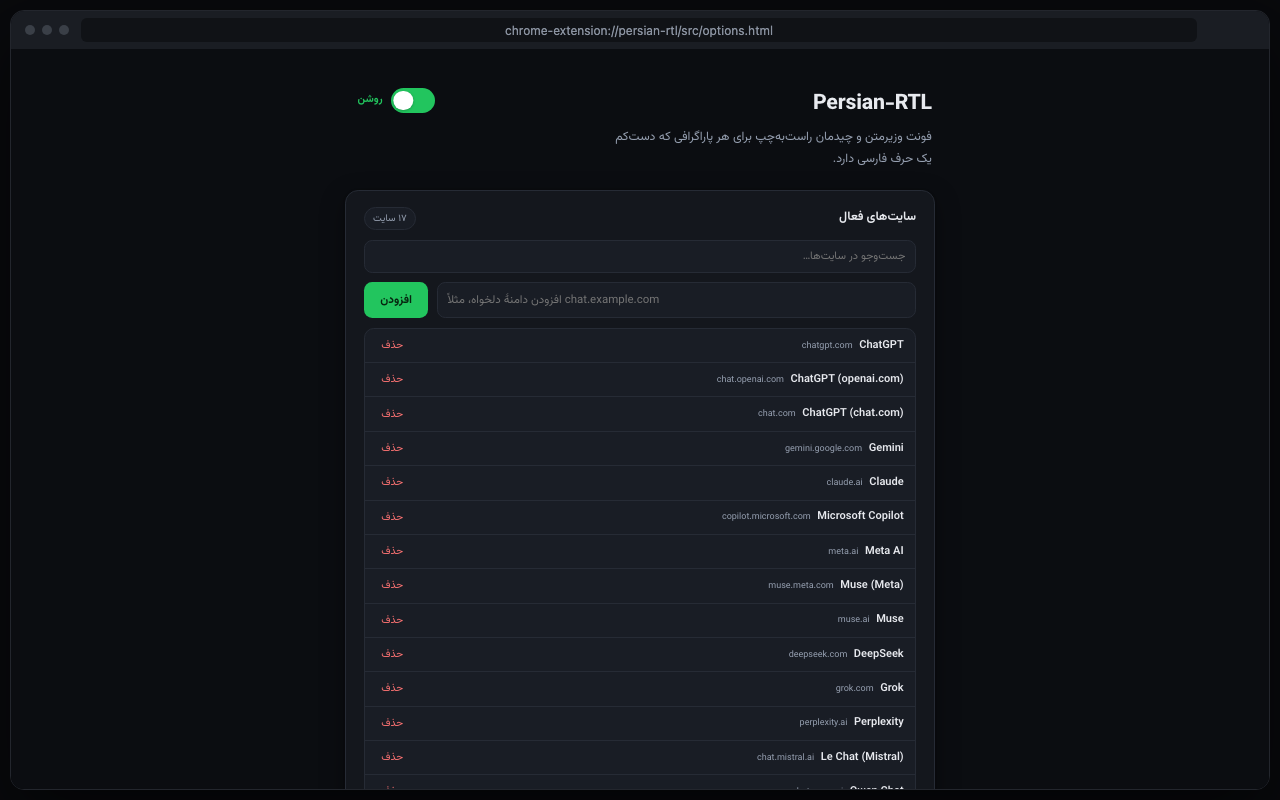 chrome-extension://persian-rtl/src/options.html
Persian-RTL
روشن
فونت وزیرمتن و چیدمان راست‌به‌چپ برای هر پاراگرافی که دست‌کم
یک حرف فارسی دارد.
سایت‌های فعال
۱۷ سایت
جست‌وجو در سایت‌ها...
افزودن دامنهٔ دلخواه، مثلاً chat.example.com
افزودن
ChatGPT chatgpt.com حذف
ChatGPT (openai.com) chat.openai.com حذف
ChatGPT (chat.com) chat.com حذف
Gemini gemini.google.com حذف
Claude claude.ai حذف
Microsoft Copilot copilot.microsoft.com حذف
Meta AI meta.ai حذف
Muse (Meta) muse.meta.com حذف
Muse muse.ai حذف
DeepSeek deepseek.com حذف
Grok grok.com حذف
Perplexity perplexity.ai حذف
Le Chat (Mistral) chat.mistral.ai حذف
Qwen Chat